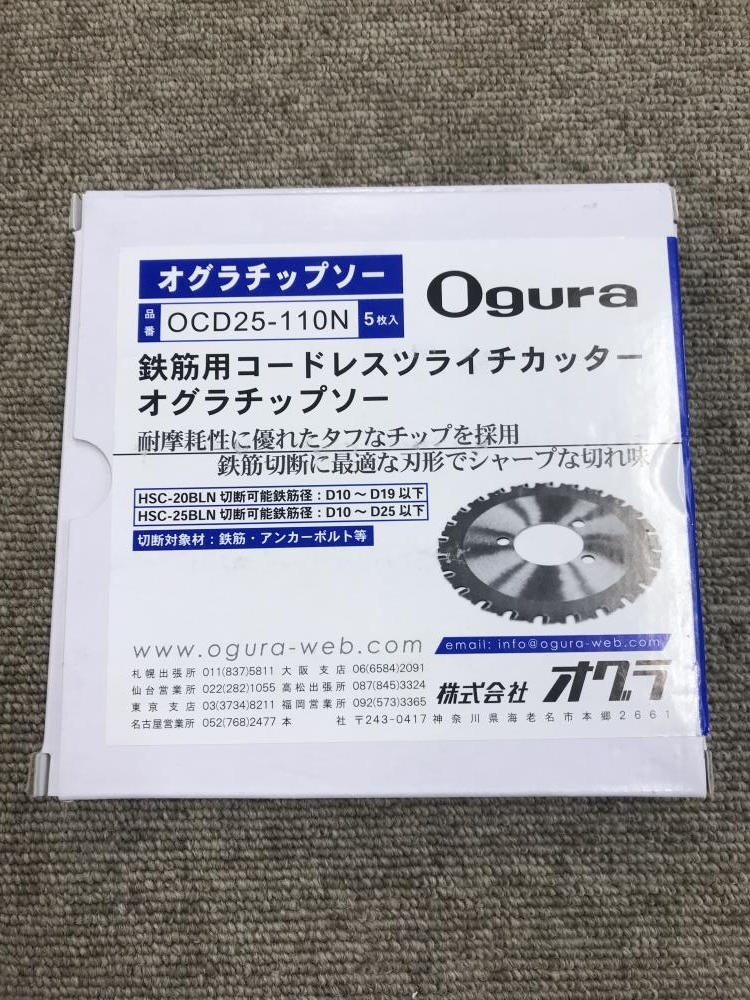 オグラチップソー
Ogura
品番 OCD25-110N 5枚入
鉄筋用コードレスツライチカッター
オグラチップソー
耐摩耗性に優れたタフなチップを採用
鉄筋切断に最適な刃形でシャープな切れ味
HSC-20BLN 切断可能鉄筋径：D10～D19以下
HSC-25BLN 切断可能鉄筋径：D10～D25以下
切断対象材：鉄筋・アンカーボルト等
www.ogura-web.com
email: info@ogura-web.com
札幌出張所 011(837)5811 大阪支店 06(6584)2091
仙台営業所 022(282)1055 高松出張所 087(845)3324
東京支店 03(3734)8211 福岡営業所 092(573)3365
名古屋営業所 052(768)2477 本社 〒243-0417 神奈川県海老名市本郷2661
株式会社オグラ